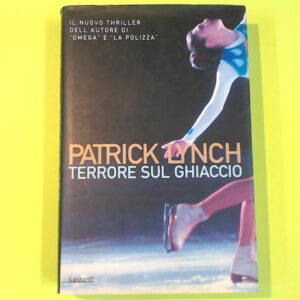 IL NUOVO THRILLER
DELL'AUTORE DI
"OMEGA" E "LA POLIZZA"
PATRICK LYNCH
TERRORE SUL GHIACCIO
Garzanti